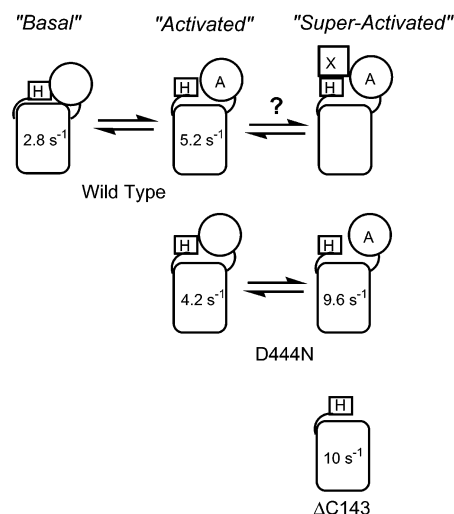 "Basal" "Activated" "Super-Activated"
X
H H A H A
?
2.8 s⁻¹ 5.2 s⁻¹
Wild Type
H H A
4.2 s⁻¹ 9.6 s⁻¹
D444N
H
10 s⁻¹
ΔC143